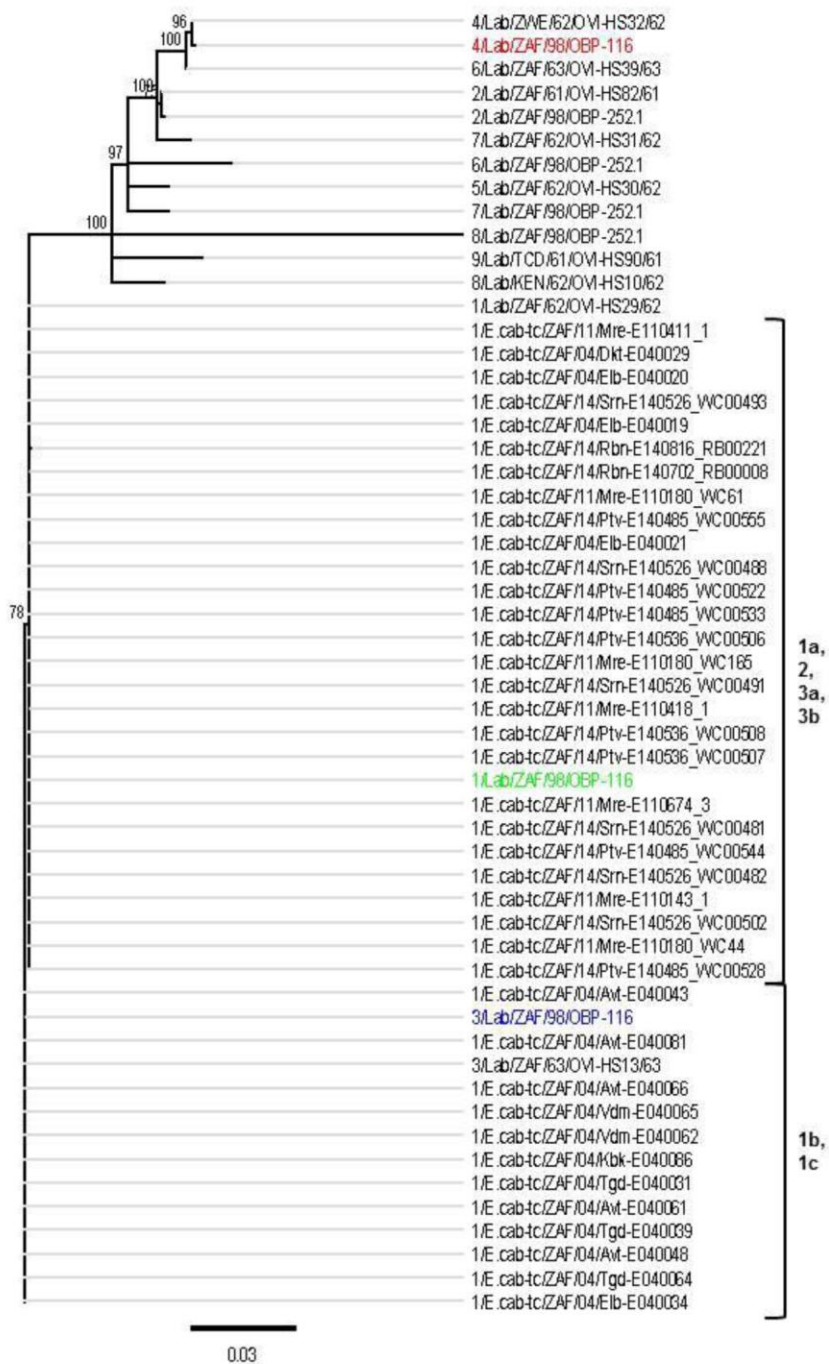 96
4/Lab/ZWE/62/OVI-HS32/62
100
4/Lab/ZAF/98/OBP-116
6/Lab/ZAF/63/OVI-HS39/63
100
2/Lab/ZAF/61/OVI-HS82/61
2/Lab/ZAF/98/OBP-252.1
7/Lab/ZAF/62/OVI-HS31/62
97
6/Lab/ZAF/98/OBP-252.1
5/Lab/ZAF/62/OVI-HS30/62
7/Lab/ZAF/98/OBP-252.1
100
8/Lab/ZAF/98/OBP-252.1
9/Lab/TCD/61/OVI-HS90/61
8/Lab/KEN/62/OVI-HS10/62
1/Lab/ZAF/62/OVI-HS29/62
1/E.cab-tc/ZAF/11/Mre-E110411_1
1/E.cab-tc/ZAF/04/Dkt-E040029
1/E.cab-tc/ZAF/04/Elb-E040020
1/E.cab-tc/ZAF/14/Srn-E140526_WC00493
1/E.cab-tc/ZAF/04/Elb-E040019
1/E.cab-tc/ZAF/14/Rbn-E140816_RB00221
1/E.cab-tc/ZAF/14/Rbn-E140702_RB00008
1/E.cab-tc/ZAF/11/Mre-E110180_WC61
1/E.cab-tc/ZAF/14/Ptv-E140485_WC00555
1/E.cab-tc/ZAF/04/Elb-E040021
1/E.cab-tc/ZAF/14/Srn-E140526_WC00488
1/E.cab-tc/ZAF/14/Ptv-E140485_WC00522
78
1/E.cab-tc/ZAF/14/Ptv-E140485_WC00533
1/E.cab-tc/ZAF/14/Ptv-E140536_WC00506
1/E.cab-tc/ZAF/11/Mre-E110180_WC165
1/E.cab-tc/ZAF/14/Srn-E140526_WC00491
1/E.cab-tc/ZAF/11/Mre-E110418_1
1/E.cab-tc/ZAF/14/Ptv-E140536_WC00508
1/E.cab-tc/ZAF/14/Ptv-E140536_WC00507
1/Lab/ZAF/98/OBP-116
1/E.cab-tc/ZAF/11/Mre-E110674_3
1/E.cab-tc/ZAF/14/Srn-E140526_WC00481
1/E.cab-tc/ZAF/14/Ptv-E140485_WC00544
1/E.cab-tc/ZAF/14/Srn-E140526_WC00482
1/E.cab-tc/ZAF/11/Mre-E110143_1
1/E.cab-tc/ZAF/14/Srn-E140526_WC00502
1/E.cab-tc/ZAF/11/Mre-E110180_WC44
1/E.cab-tc/ZAF/14/Ptv-E140485_WC00528
1a,
2,
3a,
3b
1/E.cab-tc/ZAF/04/Avt-E040043
3/Lab/ZAF/98/OBP-116
1/E.cab-tc/ZAF/04/Avt-E040081
3/Lab/ZAF/63/OVI-HS13/63
1/E.cab-tc/ZAF/04/Avt-E040066
1/E.cab-tc/ZAF/04/Vdm-E040065
1/E.cab-tc/ZAF/04/Vdm-E040062
1/E.cab-tc/ZAF/04/Kbk-E040086
1/E.cab-tc/ZAF/04/Tgd-E040031
1/E.cab-tc/ZAF/04/Avt-E040061
1/E.cab-tc/ZAF/04/Tgd-E040039
1/E.cab-tc/ZAF/04/Avt-E040048
1/E.cab-tc/ZAF/04/Tgd-E040064
1/E.cab-tc/ZAF/04/Elb-E040034
1b,
1c
0.03